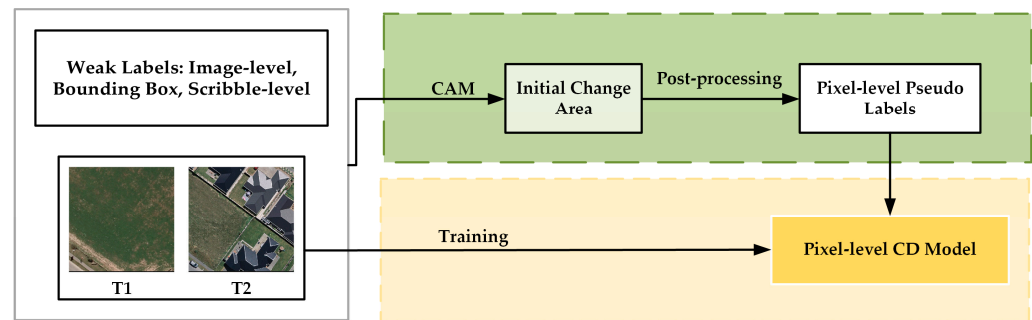 Weak Labels: Image-level,
Bounding Box, Scribble-level
T1
T2
CAM
Initial Change
Area
Post-processing
Pixel-level Pseudo
Labels
Training
Pixel-level CD Model